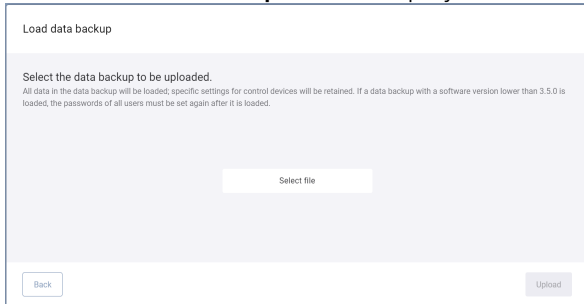 Load data backup
Select the data backup to be uploaded.
All data in the data backup will be loaded; specific settings for control devices will be retained. If a data backup with a software version lower than 3.5.0 is
loaded, the passwords of all users must be set again after it is loaded.
Select file
Back
Upload